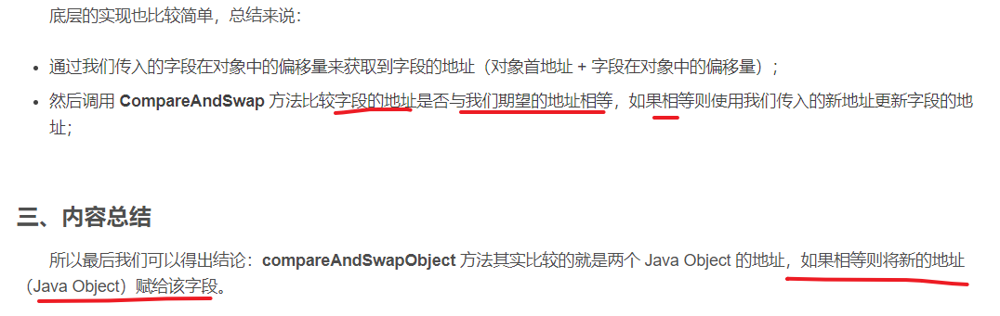 底层的实现也比较简单，总结来说：
• 通过我们传入的字段在对象中的偏移量来获取到字段的地址（对象首地址 + 字段在对象中的偏移量）；
• 然后调用 CompareAndSwap 方法比较字段的地址是否与我们期望的地址相等，如果相等则使用我们传入的新地址更新字段的地
址；
三、内容总结
所以最后我们可以得出结论：compareAndSwapObject 方法其实比较的就是两个 Java Object 的地址，如果相等则将新的地址
（Java Object）赋给该字段。